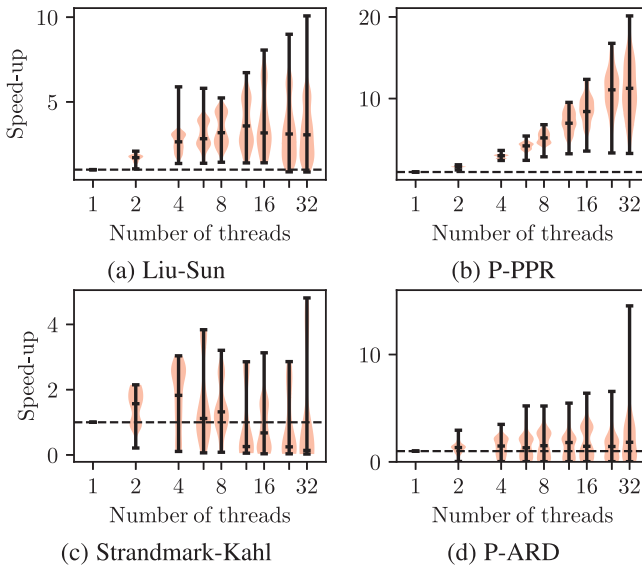 10
5
Speed-up
1 2 4 8 16 32
Number of threads
(a) Liu-Sun
20
10
1 2 4 8 16 32
Number of threads
(b) P-PPR
4
2
0
Speed-up
1 2 4 8 16 32
Number of threads
(c) Strandmark-Kahl
10
0
1 2 4 8 16 32
Number of threads
(d) P-ARD